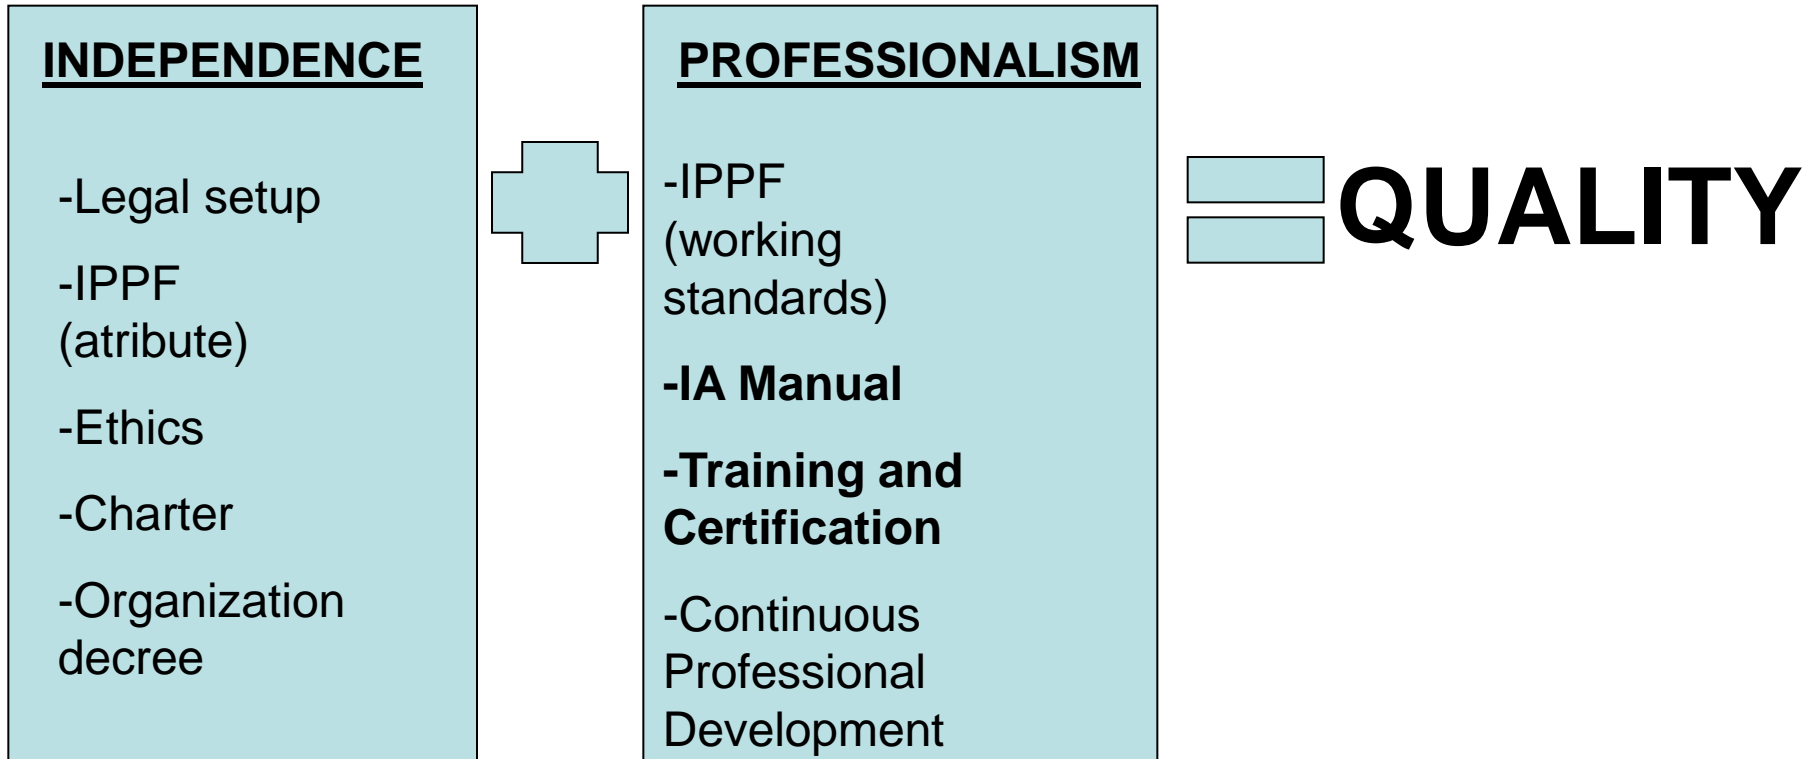 INDEPENDENCE
-Legal setup
-IPPF
(atribute)
-Ethics
-Charter
-Organization
decree
PROFESSIONALISM
-IPPF
(working
standards)
-IA Manual
-Training and
Certification
-Continuous
Professional
Development
QUALITY